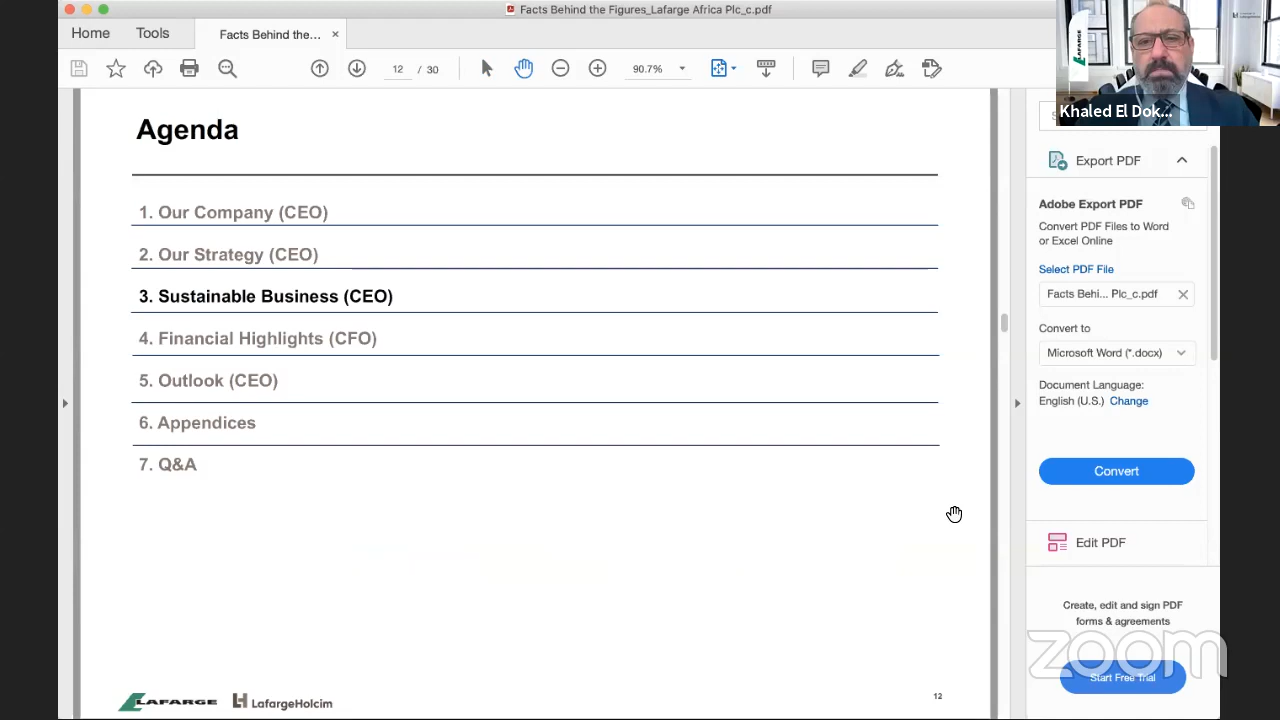 Facts Behind the Figures_Lafarge Africa Plc_c.pdf
Home
Tools
Facts Behind the...
12 / 30
90.7%
Khaled El Dok...
LAFARGE
Agenda
1. Our Company (CEO)
2. Our Strategy (CEO)
3. Sustainable Business (CEO)
4. Financial Highlights (CFO)
5. Outlook (CEO)
6. Appendices
7. Q&A
LAFARGE
LafargeHolcim
12
Export PDF
Adobe Export PDF
Convert PDF Files to Word
or Excel Online
Select PDF File
Facts Behi... Plc_c.pdf
Convert to
Microsoft Word (*.docx)
Document Language:
English (U.S.) Change
Convert
Edit PDF
Create, edit and sign PDF
forms & agreements
zoom
Start Free Trial